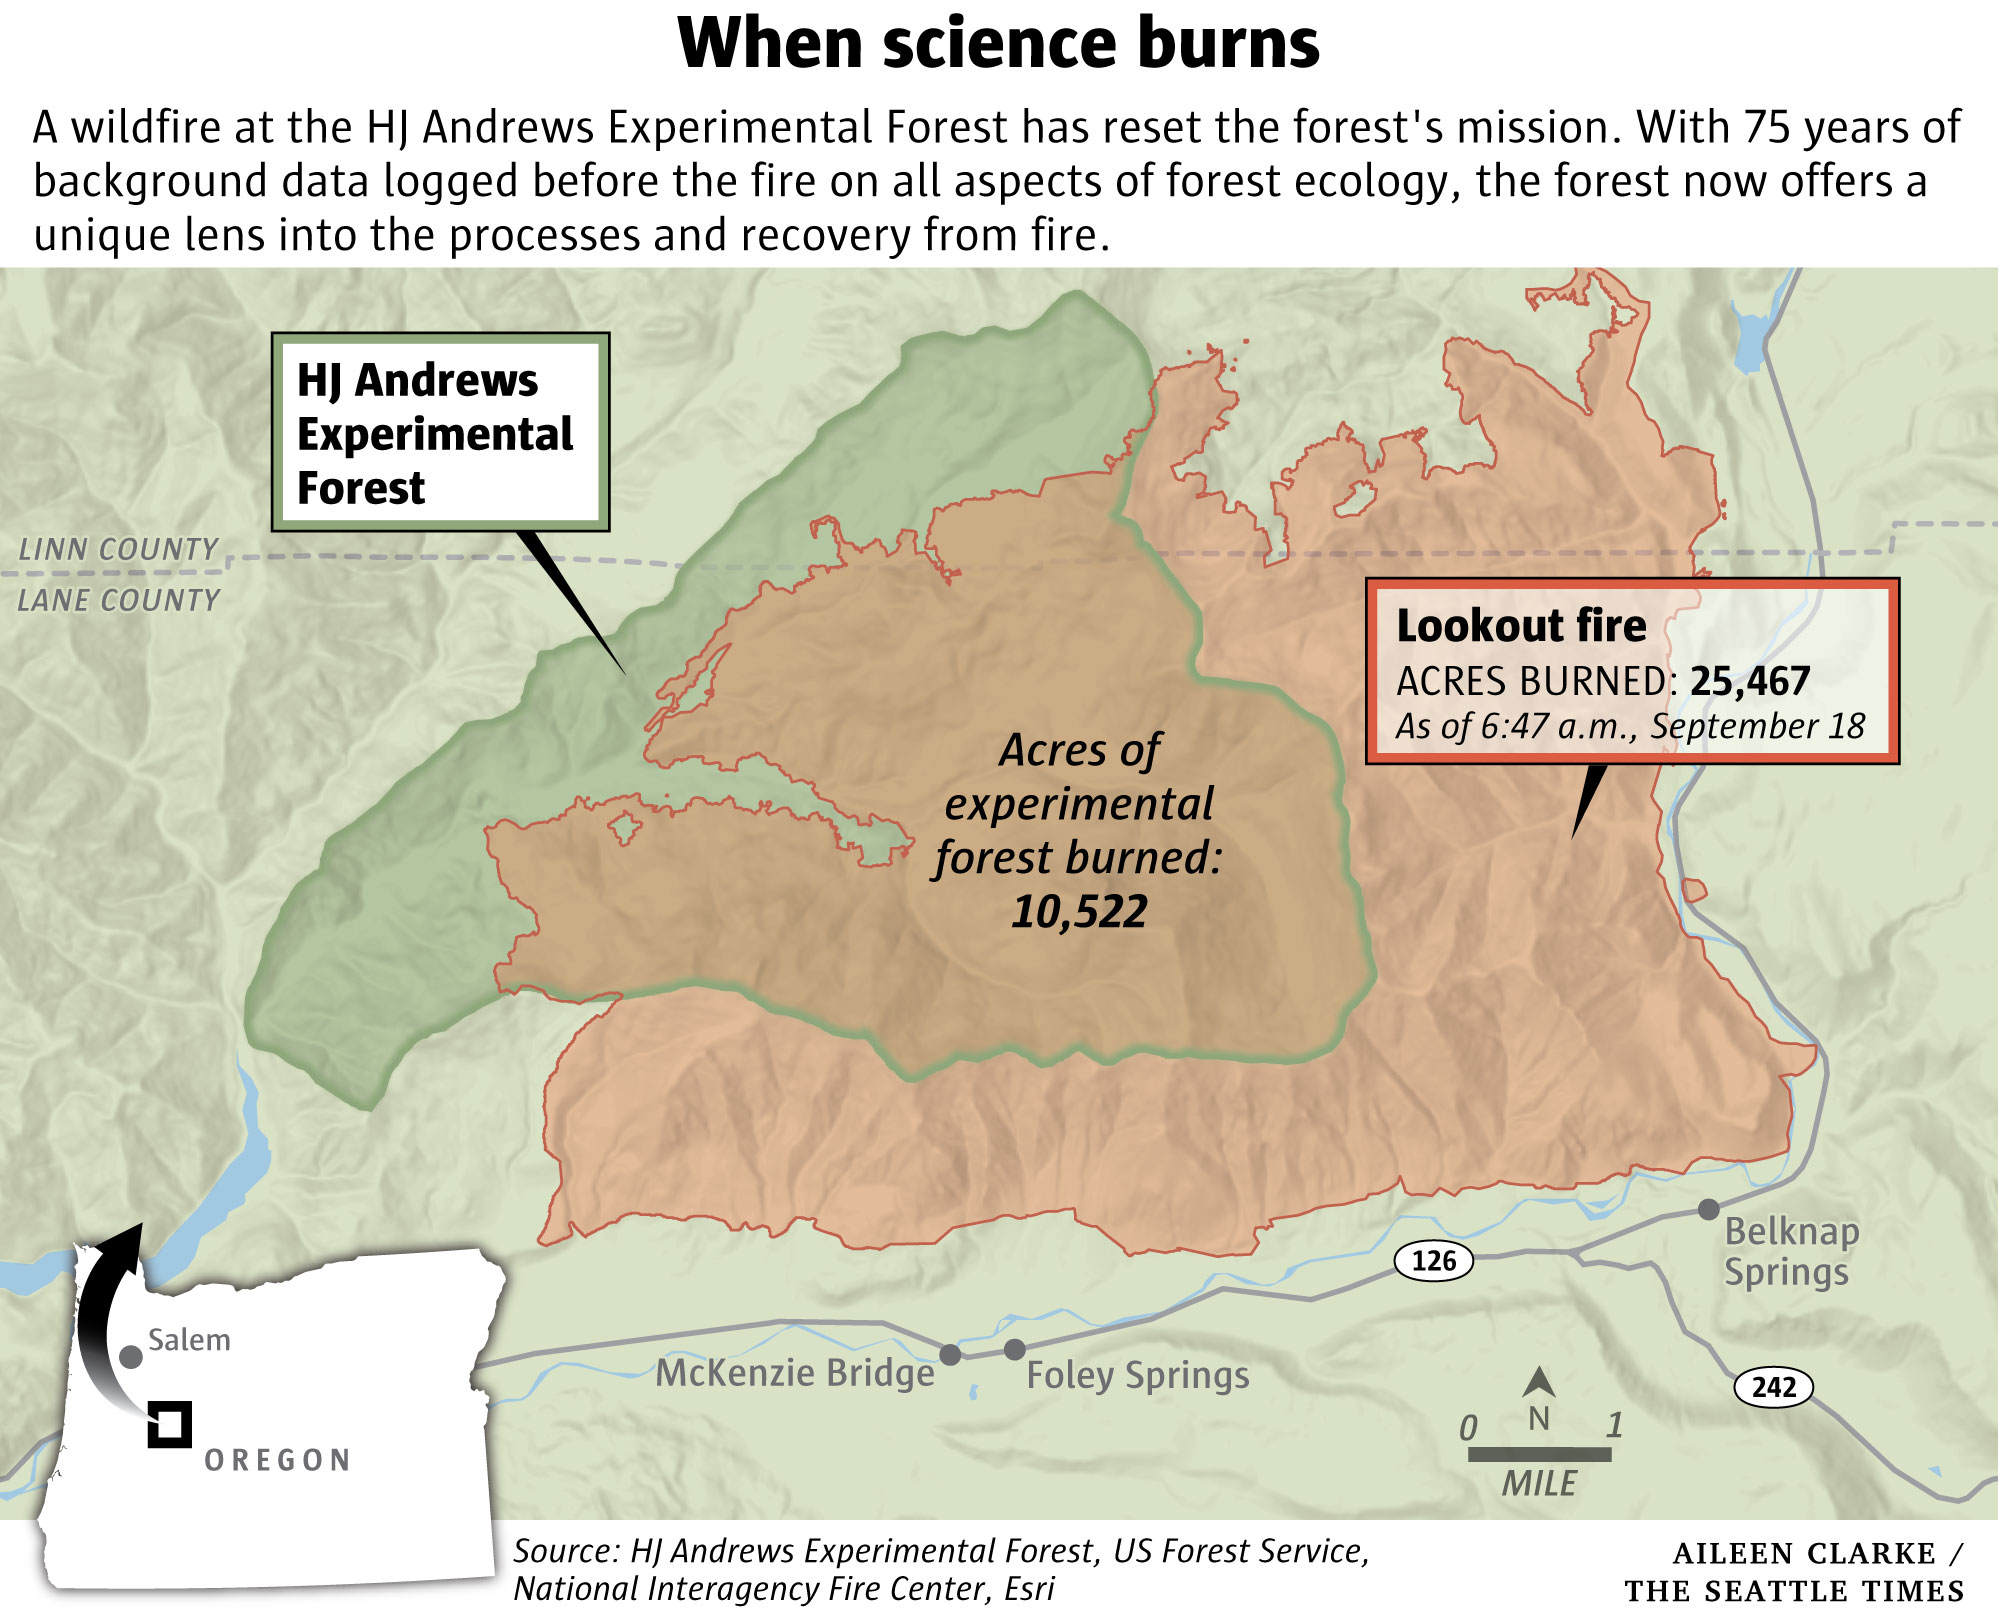 When science burns
A wildfire at the HJ Andrews Experimental Forest has reset the forest's mission. With 75 years of
background data logged before the fire on all aspects of forest ecology, the forest now offers a
unique lens into the processes and recovery from fire.
HJ Andrews
Experimental
Forest
LINN COUNTY
LANE COUNTY
Lookout fire
ACRES BURNED: 25,467
As of 6:47 a.m., September 18
Acres of
experimental
forest burned:
10,522
Belknap
Springs
126
McKenzie Bridge
Foley Springs
242
Salem
OREGON
N
0 1
MILE
Source: HJ Andrews Experimental Forest, US Forest Service,
National Interagency Fire Center, Esri
AILEEN CLARKE /
THE SEATTLE TIMES